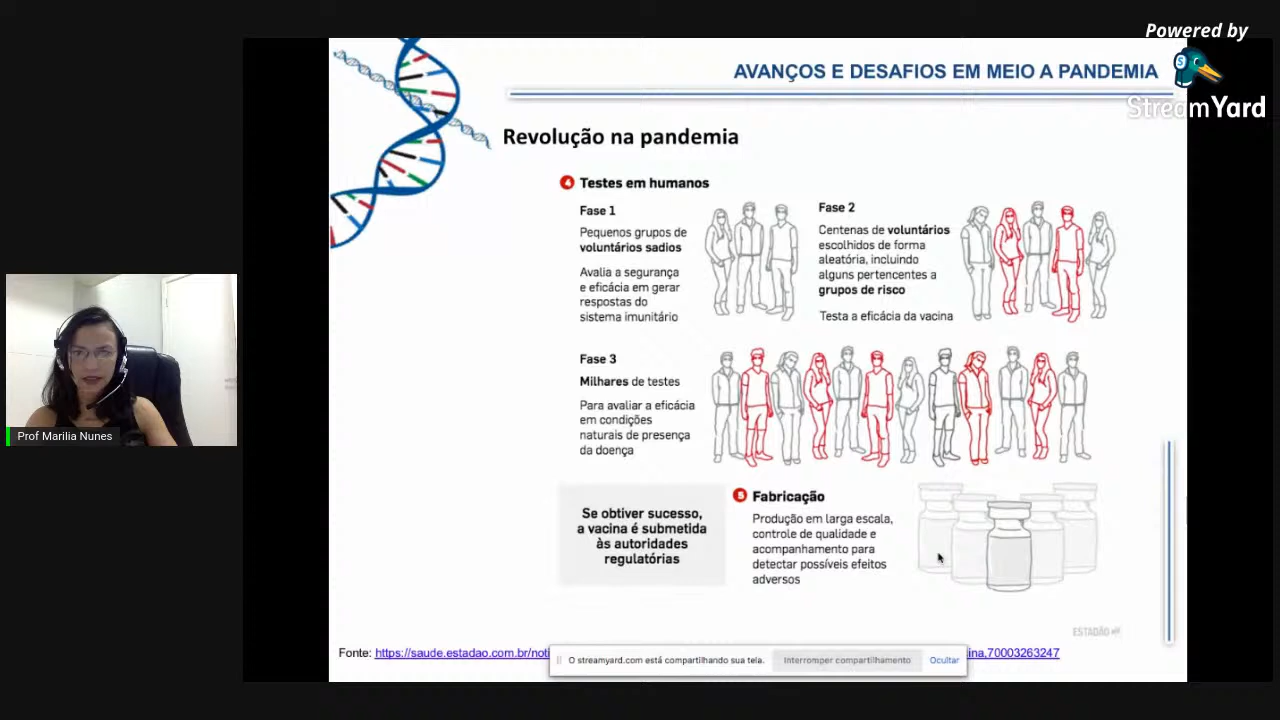 Powered by
StreamYard
AVANÇOS E DESAFIOS EM MEIO A PANDEMIA
Revolução na pandemia
4 Testes em humanos
Fase 1
Pequenos grupos de
voluntários sadios
Avalia a segurança
e eficácia em gerar
respostas do
sistema imunitário
Fase 2
Centenas de voluntários
escolhidos de forma
aleatória, incluindo
alguns pertencentes a
grupos de risco
Testa a eficácia da vacina
Fase 3
Milhares de testes
Para avaliar a eficácia
em condições
naturais de presença
da doença
Se obtiver sucesso,
a vacina é submetida
às autoridades
regulatórias
5 Fabricação
Produção em larga escala,
controle de qualidade e
acompanhamento para
detectar possíveis efeitos
adversos
ESTADÃO
Fonte: https://saude.estadao.com.br/noti
ina,70003263247
O streamyard.com está compartilhando sua tela.
Interromper compartilhamento
Ocultar
Prof Marilia Nunes